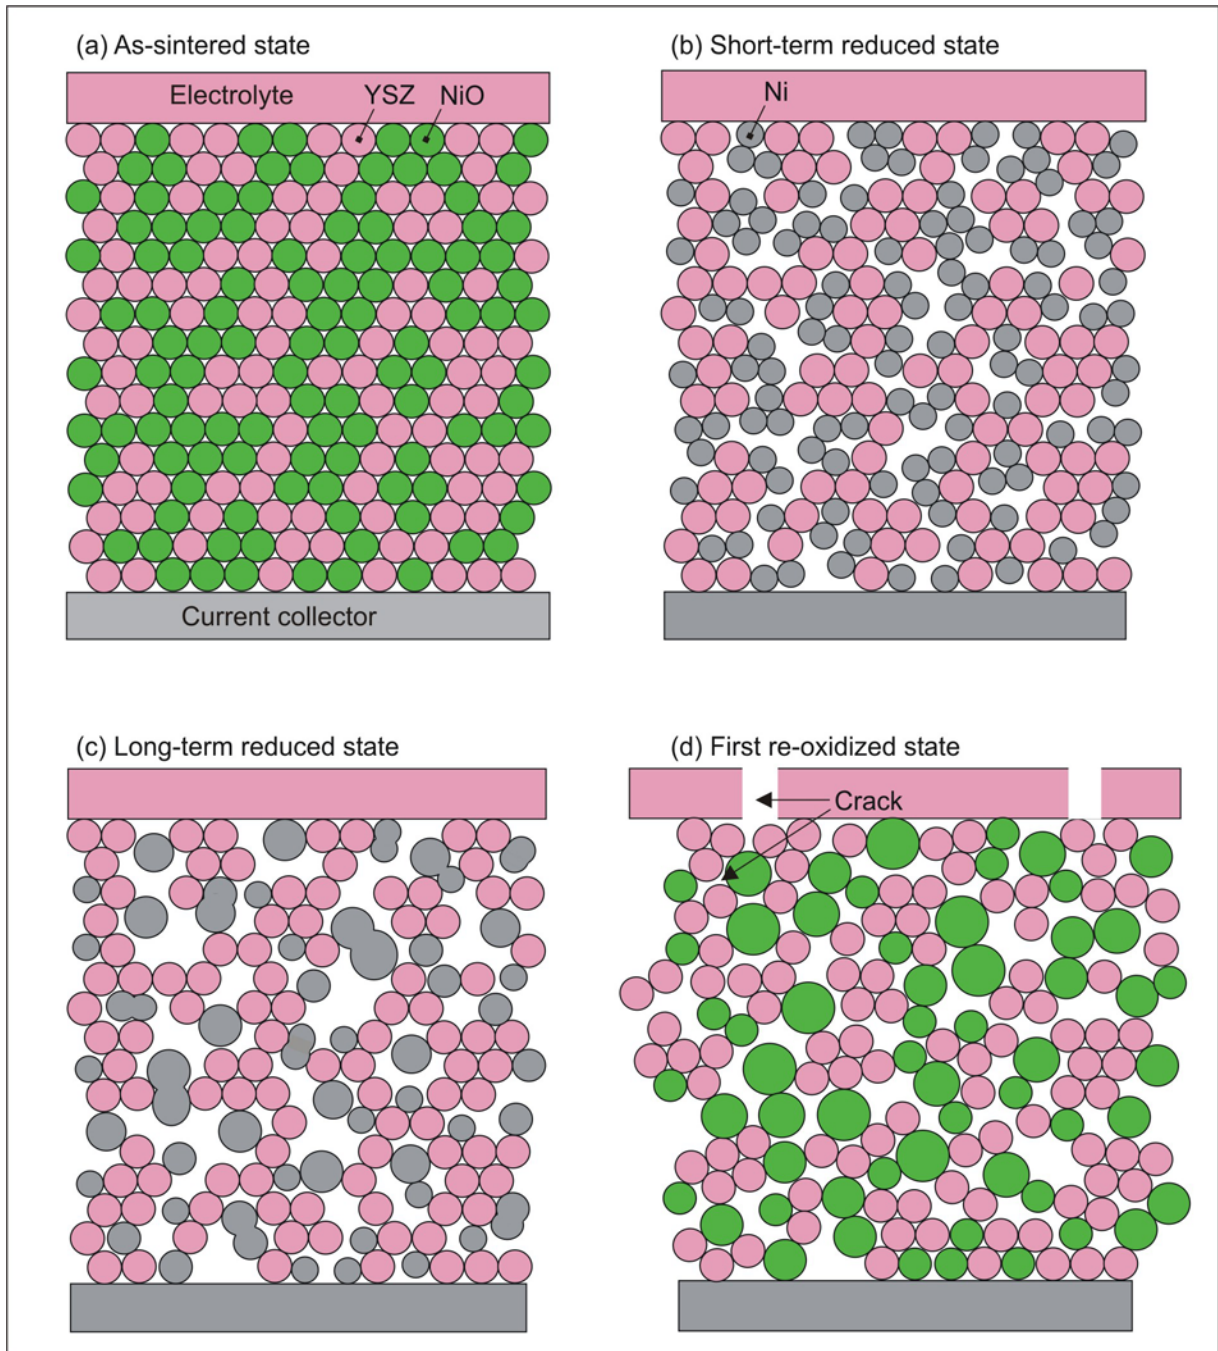 (a) As-sintered state
(b) Short-term reduced state
Electrolyte
YSZ
NiO
Ni
Current collector
(c) Long-term reduced state
(d) First re-oxidized state
Crack